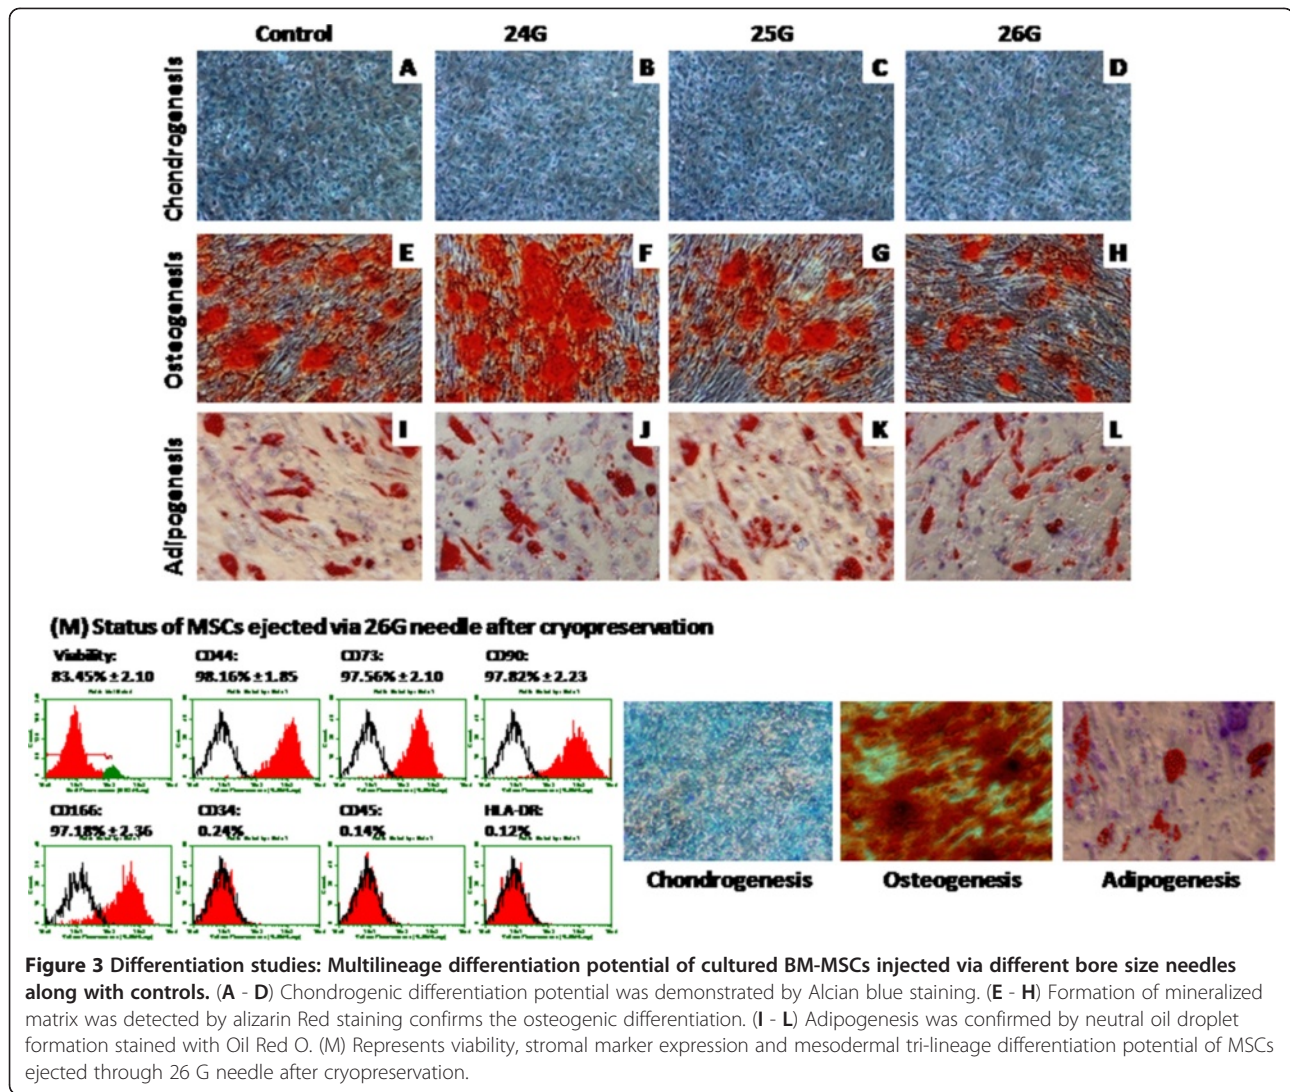 Control 24G 25G 26G
Chondrogenesis
A B C D
Osteogenesis
E F G H
Adipogenesis
I J K L
(M) Status of MSCs ejected via 26G needle after cryopreservation
Viability: CD44: CD73: CD90:
83.45% ± 2.10 98.16% ± 1.85 97.56% ± 2.10 97.82% ± 2.23
CD166: CD34: CD45: HLA-DR:
97.18% ± 2.36 0.24% 0.14% 0.12%
Chondrogenesis Osteogenesis Adipogenesis
Figure 3 Differentiation studies: Multilineage differentiation potential of cultured BM-MSCs injected via different bore size needles
along with controls. (A - D) Chondrogenic differentiation potential was demonstrated by Alcian blue staining. (E - H) Formation of mineralized
matrix was detected by alizarin Red staining confirms the osteogenic differentiation. (I - L) Adipogenesis was confirmed by neutral oil droplet
formation stained with Oil Red O. (M) Represents viability, stromal marker expression and mesodermal tri-lineage differentiation potential of MSCs
ejected through 26 G needle after cryopreservation.